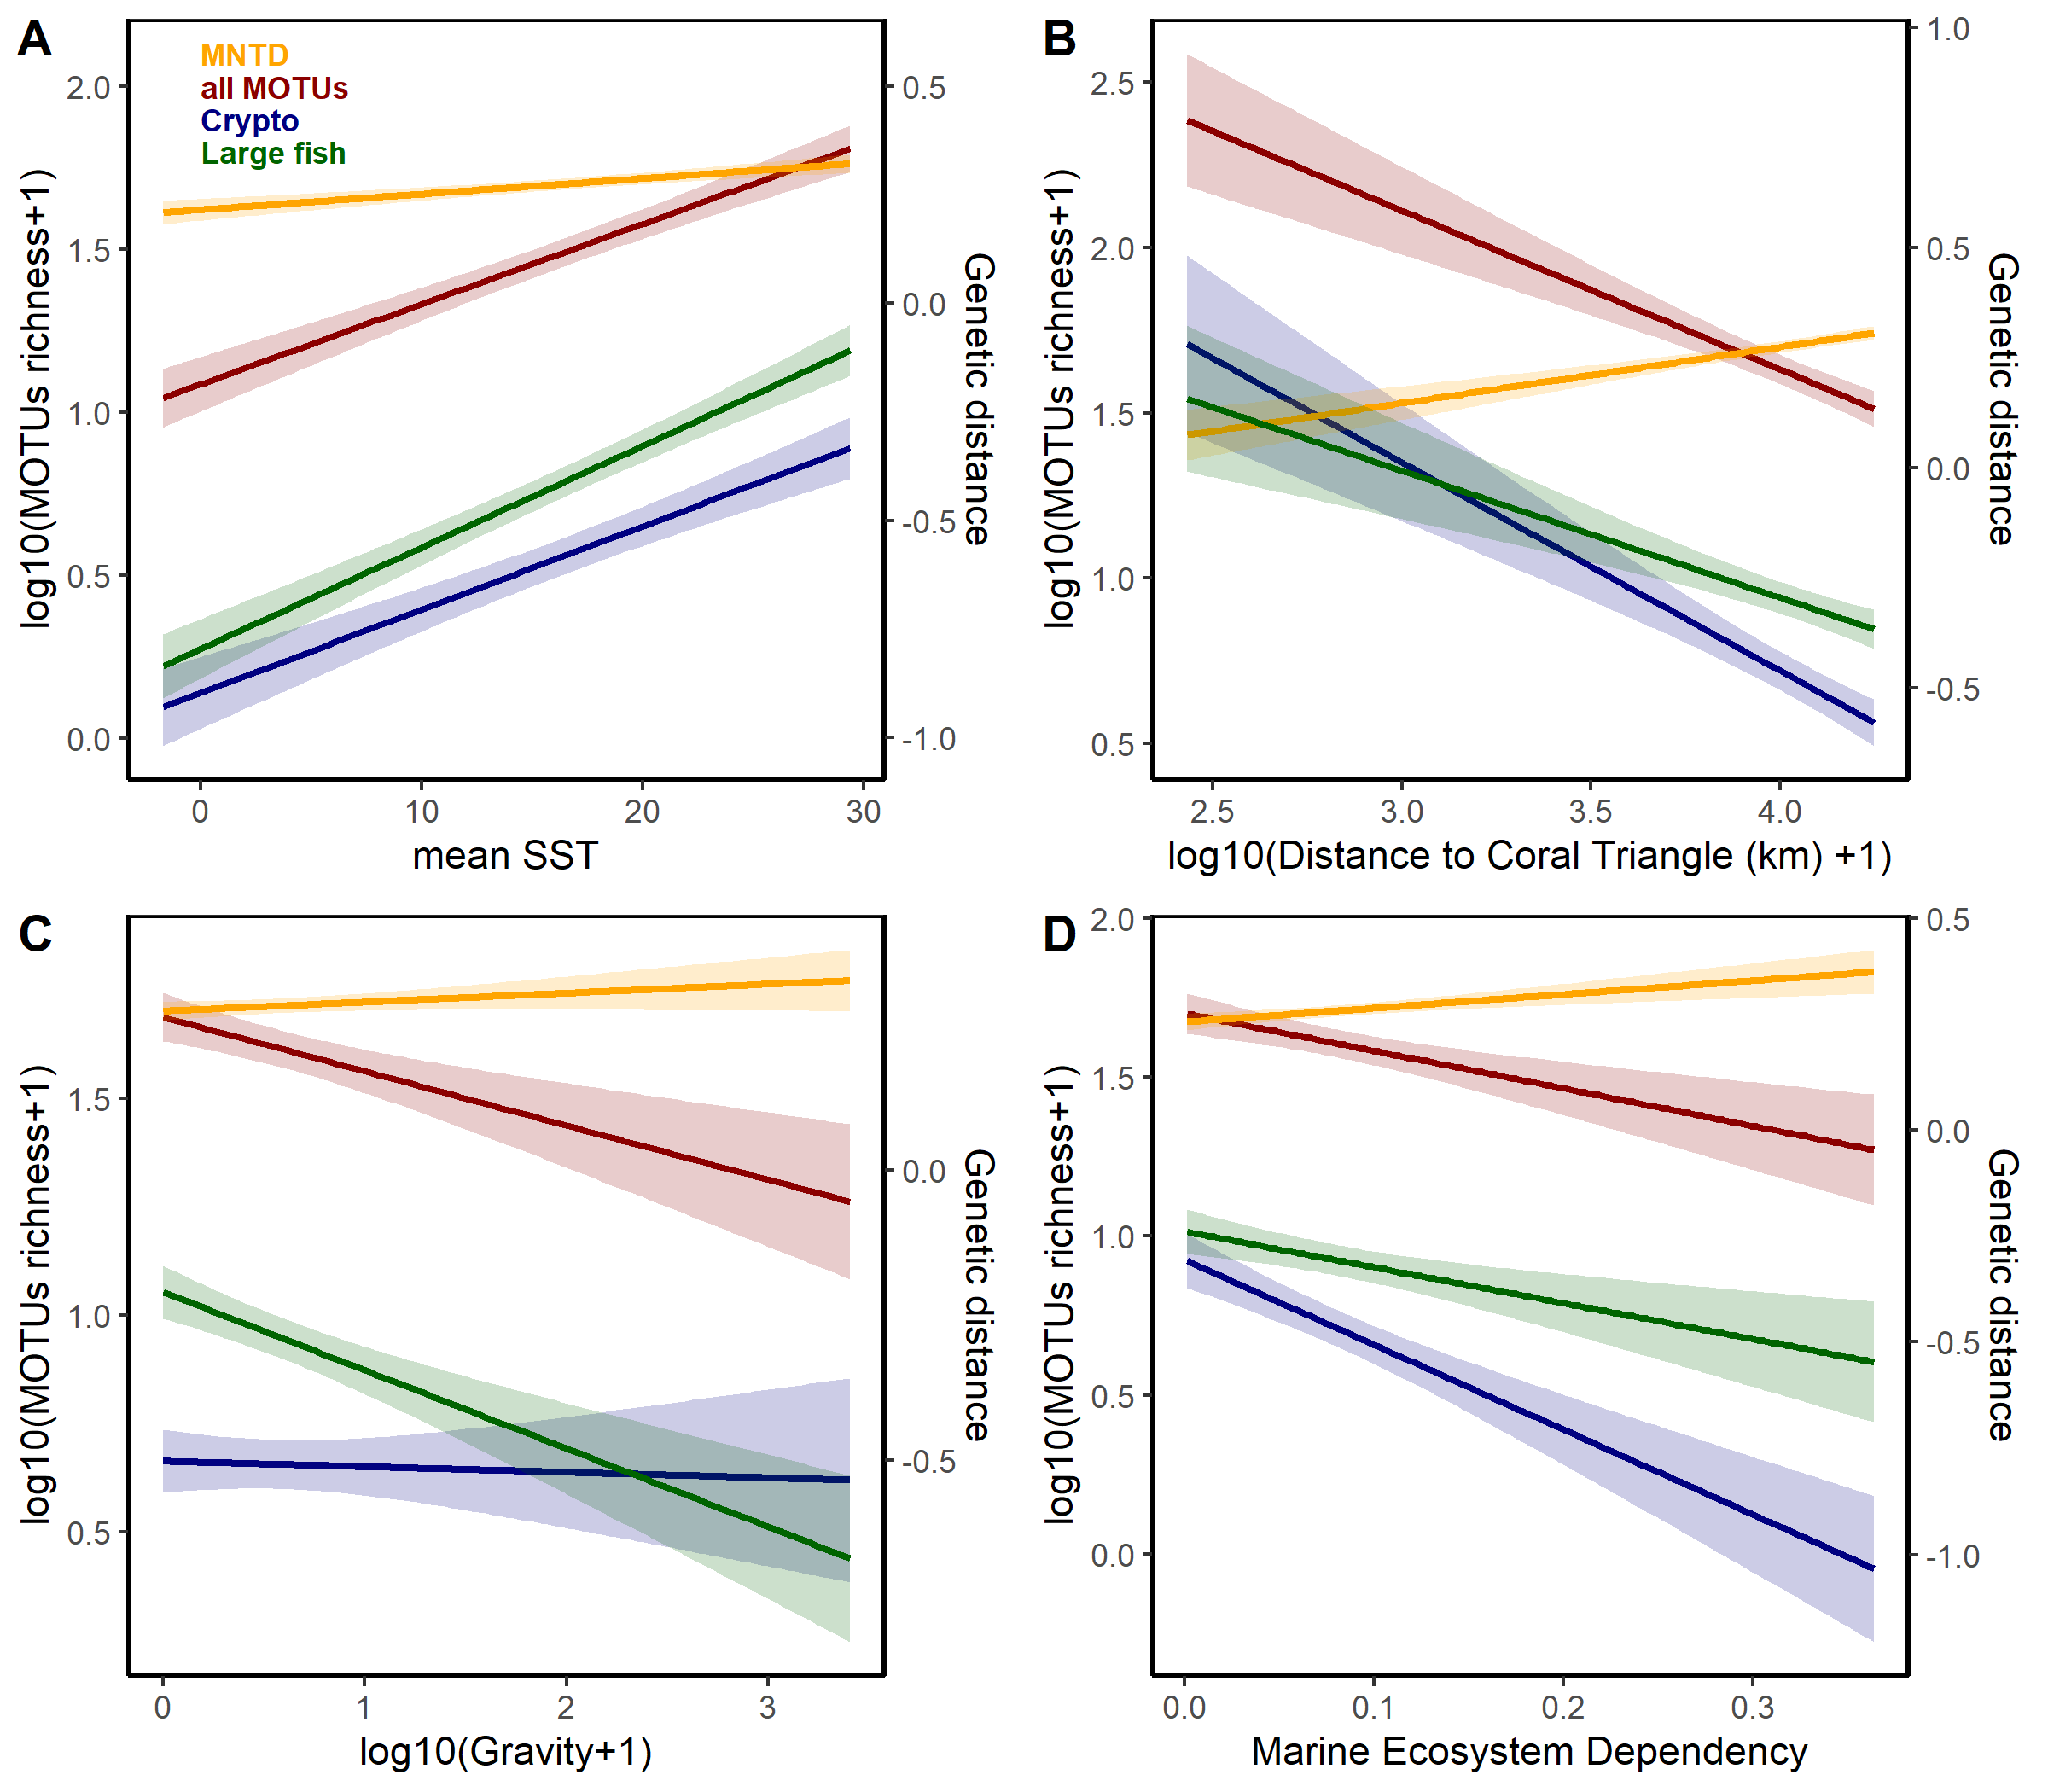 A
MNTD
all MOTUs
Crypto
Large fish
log10(MOTUs richness+1)
2.0
1.5
1.0
0.5
0.0
0.5
0.0
-0.5
-1.0
Genetic distance
0 10 20 30
mean SST
B
log10(MOTUs richness+1)
2.5
2.0
1.5
1.0
0.5
1.0
0.5
0.0
-0.5
Genetic distance
2.5 3.0 3.5 4.0
log10(Distance to Coral Triangle (km) +1)
C
log10(MOTUs richness+1)
1.5
1.0
0.5
0.0
-0.5
Genetic distance
0 1 2 3
log10(Gravity+1)
D
log10(MOTUs richness+1)
2.0
1.5
1.0
0.5
0.0
0.5
0.0
-0.5
-1.0
Genetic distance
0.0 0.1 0.2 0.3
Marine Ecosystem Dependency